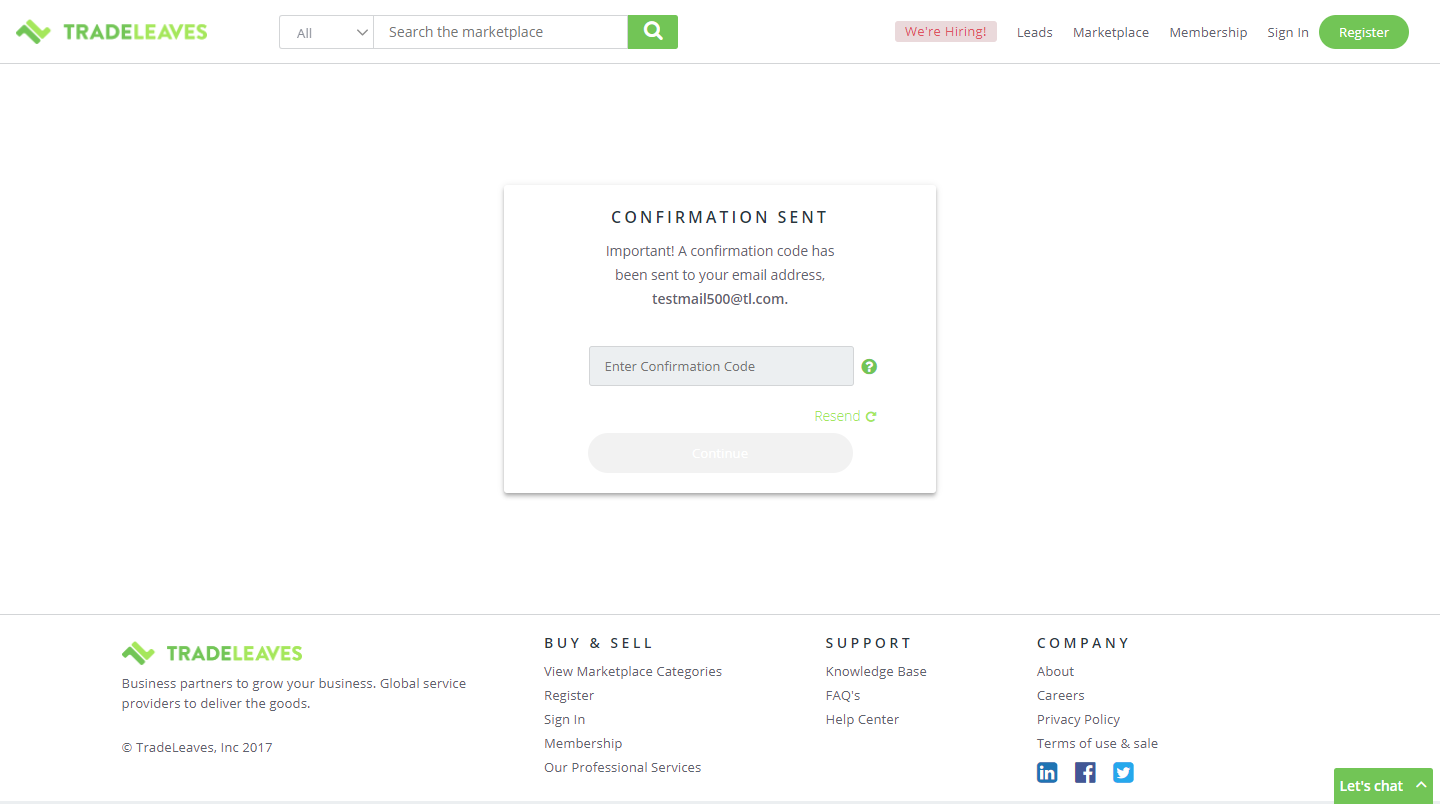 TRADELEAVES
All
Search the marketplace
We're Hiring!
Leads
Marketplace
Membership
Sign In
Register
CONFIRMATION SENT
Important! A confirmation code has
been sent to your email address,
testmail500@tl.com.
Enter Confirmation Code
Resend
Continue
TRADELEAVES
Business partners to grow your business. Global service
providers to deliver the goods.
© TradeLeaves, Inc 2017
BUY & SELL
View Marketplace Categories
Register
Sign In
Membership
Our Professional Services
SUPPORT
Knowledge Base
FAQ's
Help Center
COMPANY
About
Careers
Privacy Policy
Terms of use & sale
Let's chat